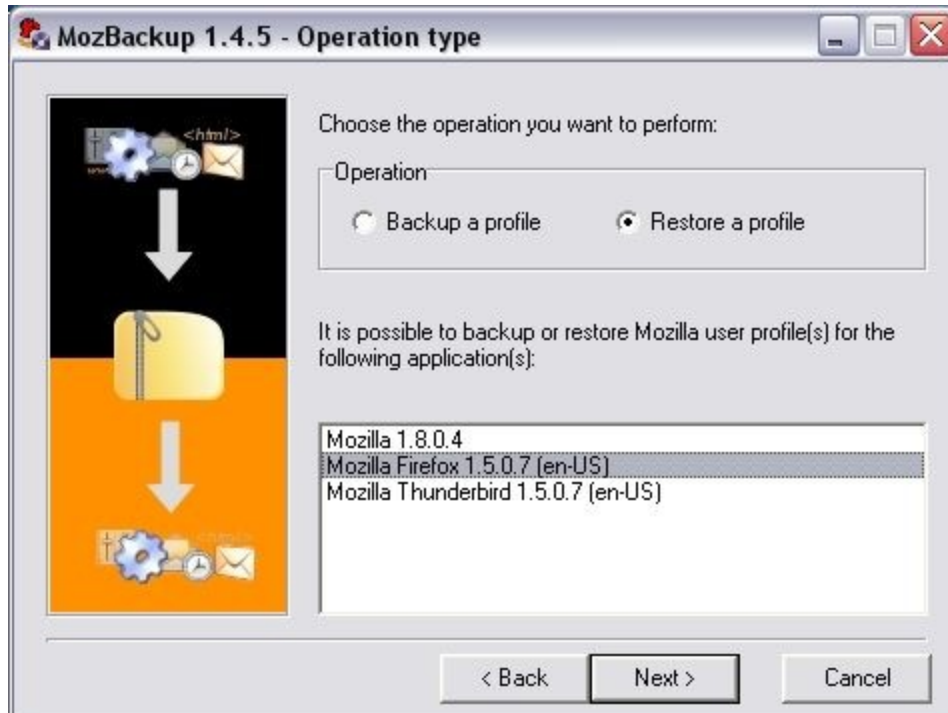 MozBackup 1.4.5 - Operation type
<html>
Choose the operation you want to perform:
Operation
Backup a profile
Restore a profile
It is possible to backup or restore Mozilla user profile(s) for the
following application(s):
Mozilla 1.8.0.4
Mozilla Firefox 1.5.0.7 (en-US)
Mozilla Thunderbird 1.5.0.7 (en-US)
< Back
Next >
Cancel